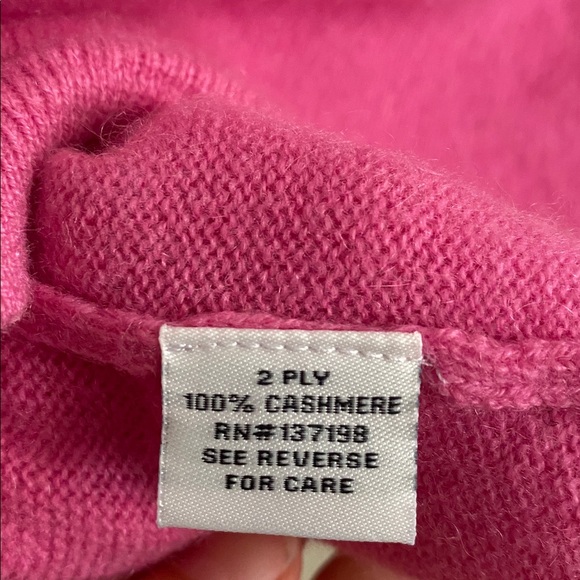 2 PLY
100% CASHMERE
RN#137198
SEE REVERSE
FOR CARE